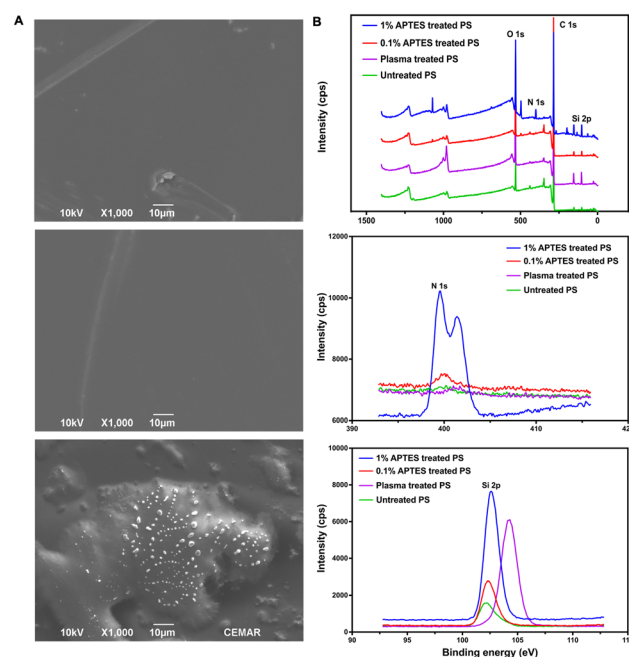 A
10kV X1,000 10μm
10kV X1,000 10μm
10kV X1,000 10μm CEMAR
B
1% APTES treated PS
0.1% APTES treated PS
Plasma treated PS
Untreated PS
O 1s
C 1s
N 1s
Si 2p
Intensity (cps)
1500 1000 500 0
12000
10000
8000
6000
Intensity (cps)
N 1s
1% APTES treated PS
0.1% APTES treated PS
Plasma treated PS
Untreated PS
390 400 410
10000
8000
6000
4000
2000
0
Intensity (cps)
1% APTES treated PS
0.1% APTES treated PS
Plasma treated PS
Untreated PS
Si 2p
90 95 100 105 110
Binding energy (eV)